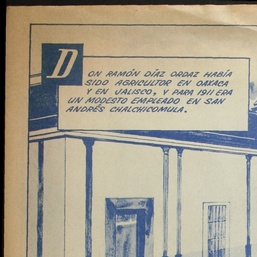 DON RAMÓN DÍAZ ORDAZ HABÍA
SIDO AGRICULTOR EN OAXACA
Y EN JALISCO, Y PARA 1911 ERA
UN MODESTO EMPLEADO EN SAN
ANDRÉS CHALCHICOMULA.